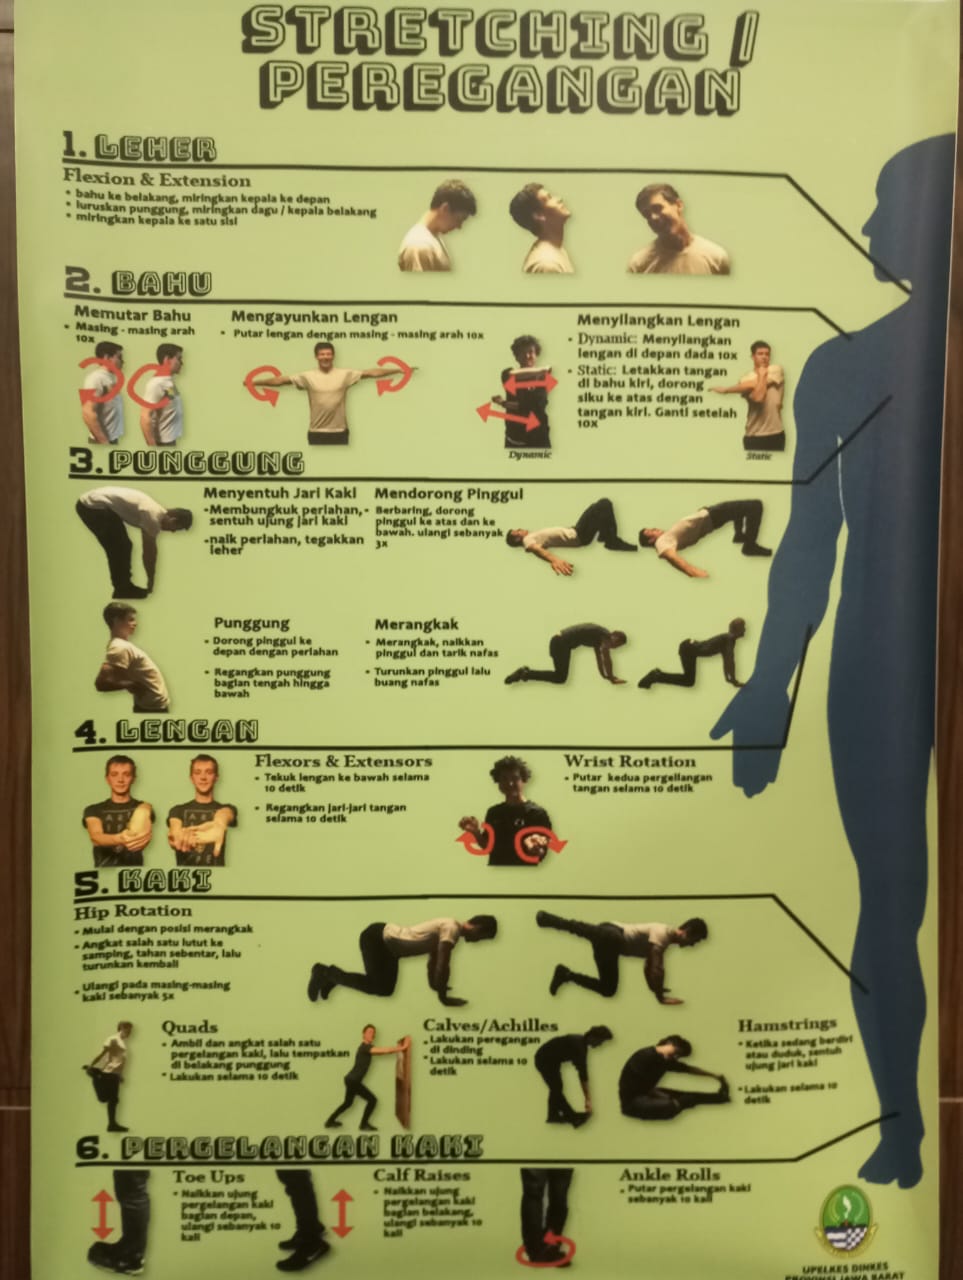 STRETCHING /
PEREGANGAN
1. LEHER
Flexion & Extension
• bahu ke belakang, miringkan kepala ke depan
• luruskan punggung, miringkan dagu / kepala belakang
• miringkan kepala ke satu sisi
2. BAHU
Memutar Bahu
• Masing - masing arah
10x
Mengayunkan Lengan
• Putar lengan dengan masing - masing arah 10x
Menyilangkan Lengan
• Dynamic: Menyilangkan
lengan di depan dada 10x
• Static: Letakkan tangan
di bahu kiri, dorong
siku ke atas dengan
tangan kiri. Ganti setelah
10x
Dynamic
Static
3. PUNGGUNG
Menyentuh Jari Kaki
•Membungkuk perlahan,
sentuh ujung jari kaki
•naik perlahan, tegakkan
leher
Mendorong Pinggul
• Berbaring, dorong
pinggul ke atas dan ke
bawah. ulangi sebanyak
3x
Punggung
• Dorong pinggul ke
depan dengan perlahan
• Regangkan punggung
bagian tengah hingga
bawah
Merangkak
• Merangkak, naikkan
pinggul dan tarik nafas
• Turunkan pinggul lalu
buang nafas
4. LENGAN
Flexors & Extensors
• Tekuk lengan ke bawah selama
10 detik
• Regangkan jari-jari tangan
selama 10 detik
Wrist Rotation
• Putar kedua pergelangan
tangan selama 10 detik
5. KAKI
Hip Rotation
• Mulai dengan posisi merangkak
• Angkat salah satu lutut ke
samping, tahan sebentar, lalu
turunkan kembali
• Ulangi pada masing-masing
kaki sebanyak 5x
Quads
• Ambil dan angkat salah satu
pergelangan kaki, lalu tempatkan
di belakang punggung
• Lakukan selama 10 detik
Calves/Achilles
• Lakukan peregangan
di dinding
• Lakukan selama 10
detik
Hamstrings
• Ketika sedang berdiri
atau duduk, sentuh
ujung jari kaki
• Lakukan selama 10
detik
6. PERGELANGAN KAKI
Toe Ups
• Naikkan ujung
pergelangan kaki
bagian depan,
ulangi sebanyak 10
kali
Calf Raises
• Naikkan ujung
pergelangan kaki
bagian belakang,
ulangi sebanyak 10
kali
Ankle Rolls
• Putar pergelangan kaki
sebanyak 10 kali
UPELKES DINKES
PROVINSI JAWA BARAT